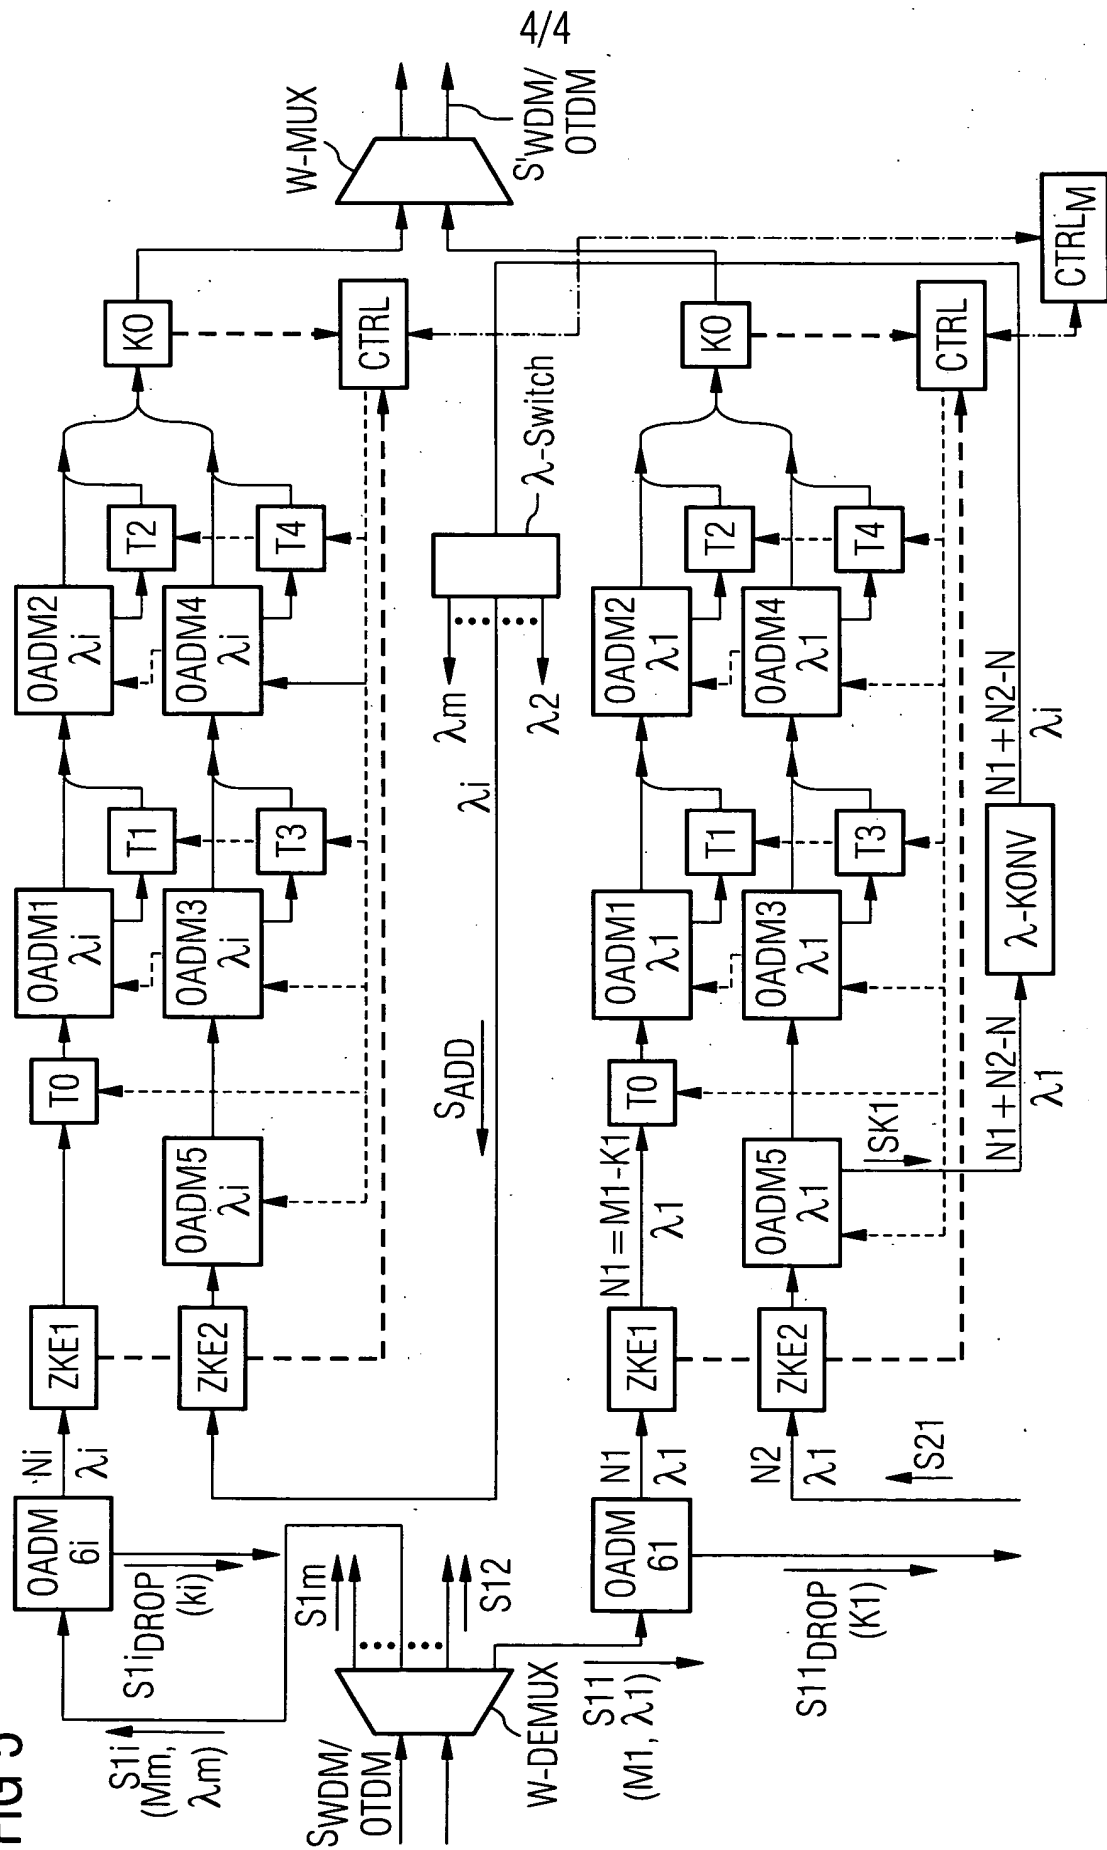 4/4
FIG 5
S1i
(Mm,
λm)
S1iDROP
(ki)
OADM
6i
Ni
λi
ZKE1
ZKE2
T0
OADM5
λi
OADM1
λi
OADM3
λi
T1
T3
OADM2
λi
OADM4
λi
T2
T4
KO
CTRL
W-MUX
S'WDM/
OTDM
SWDM/
OTDM
W-DEMUX
S1m
S12
SADD
λi
λm
λ2
λ-Switch
S11
(M1, λ1)
S11DROP
(K1)
OADM
61
N1
λ1
N2
λ1
S21
ZKE1
ZKE2
N1=M1-K1
λ1
T0
OADM5
λ1
SK1
OADM1
λ1
OADM3
λ1
T1
T3
OADM2
λ1
OADM4
λ1
T2
T4
KO
CTRL
CTRLM
N1+N2-N
λ1
λ-KONV
N1+N2-N
λi